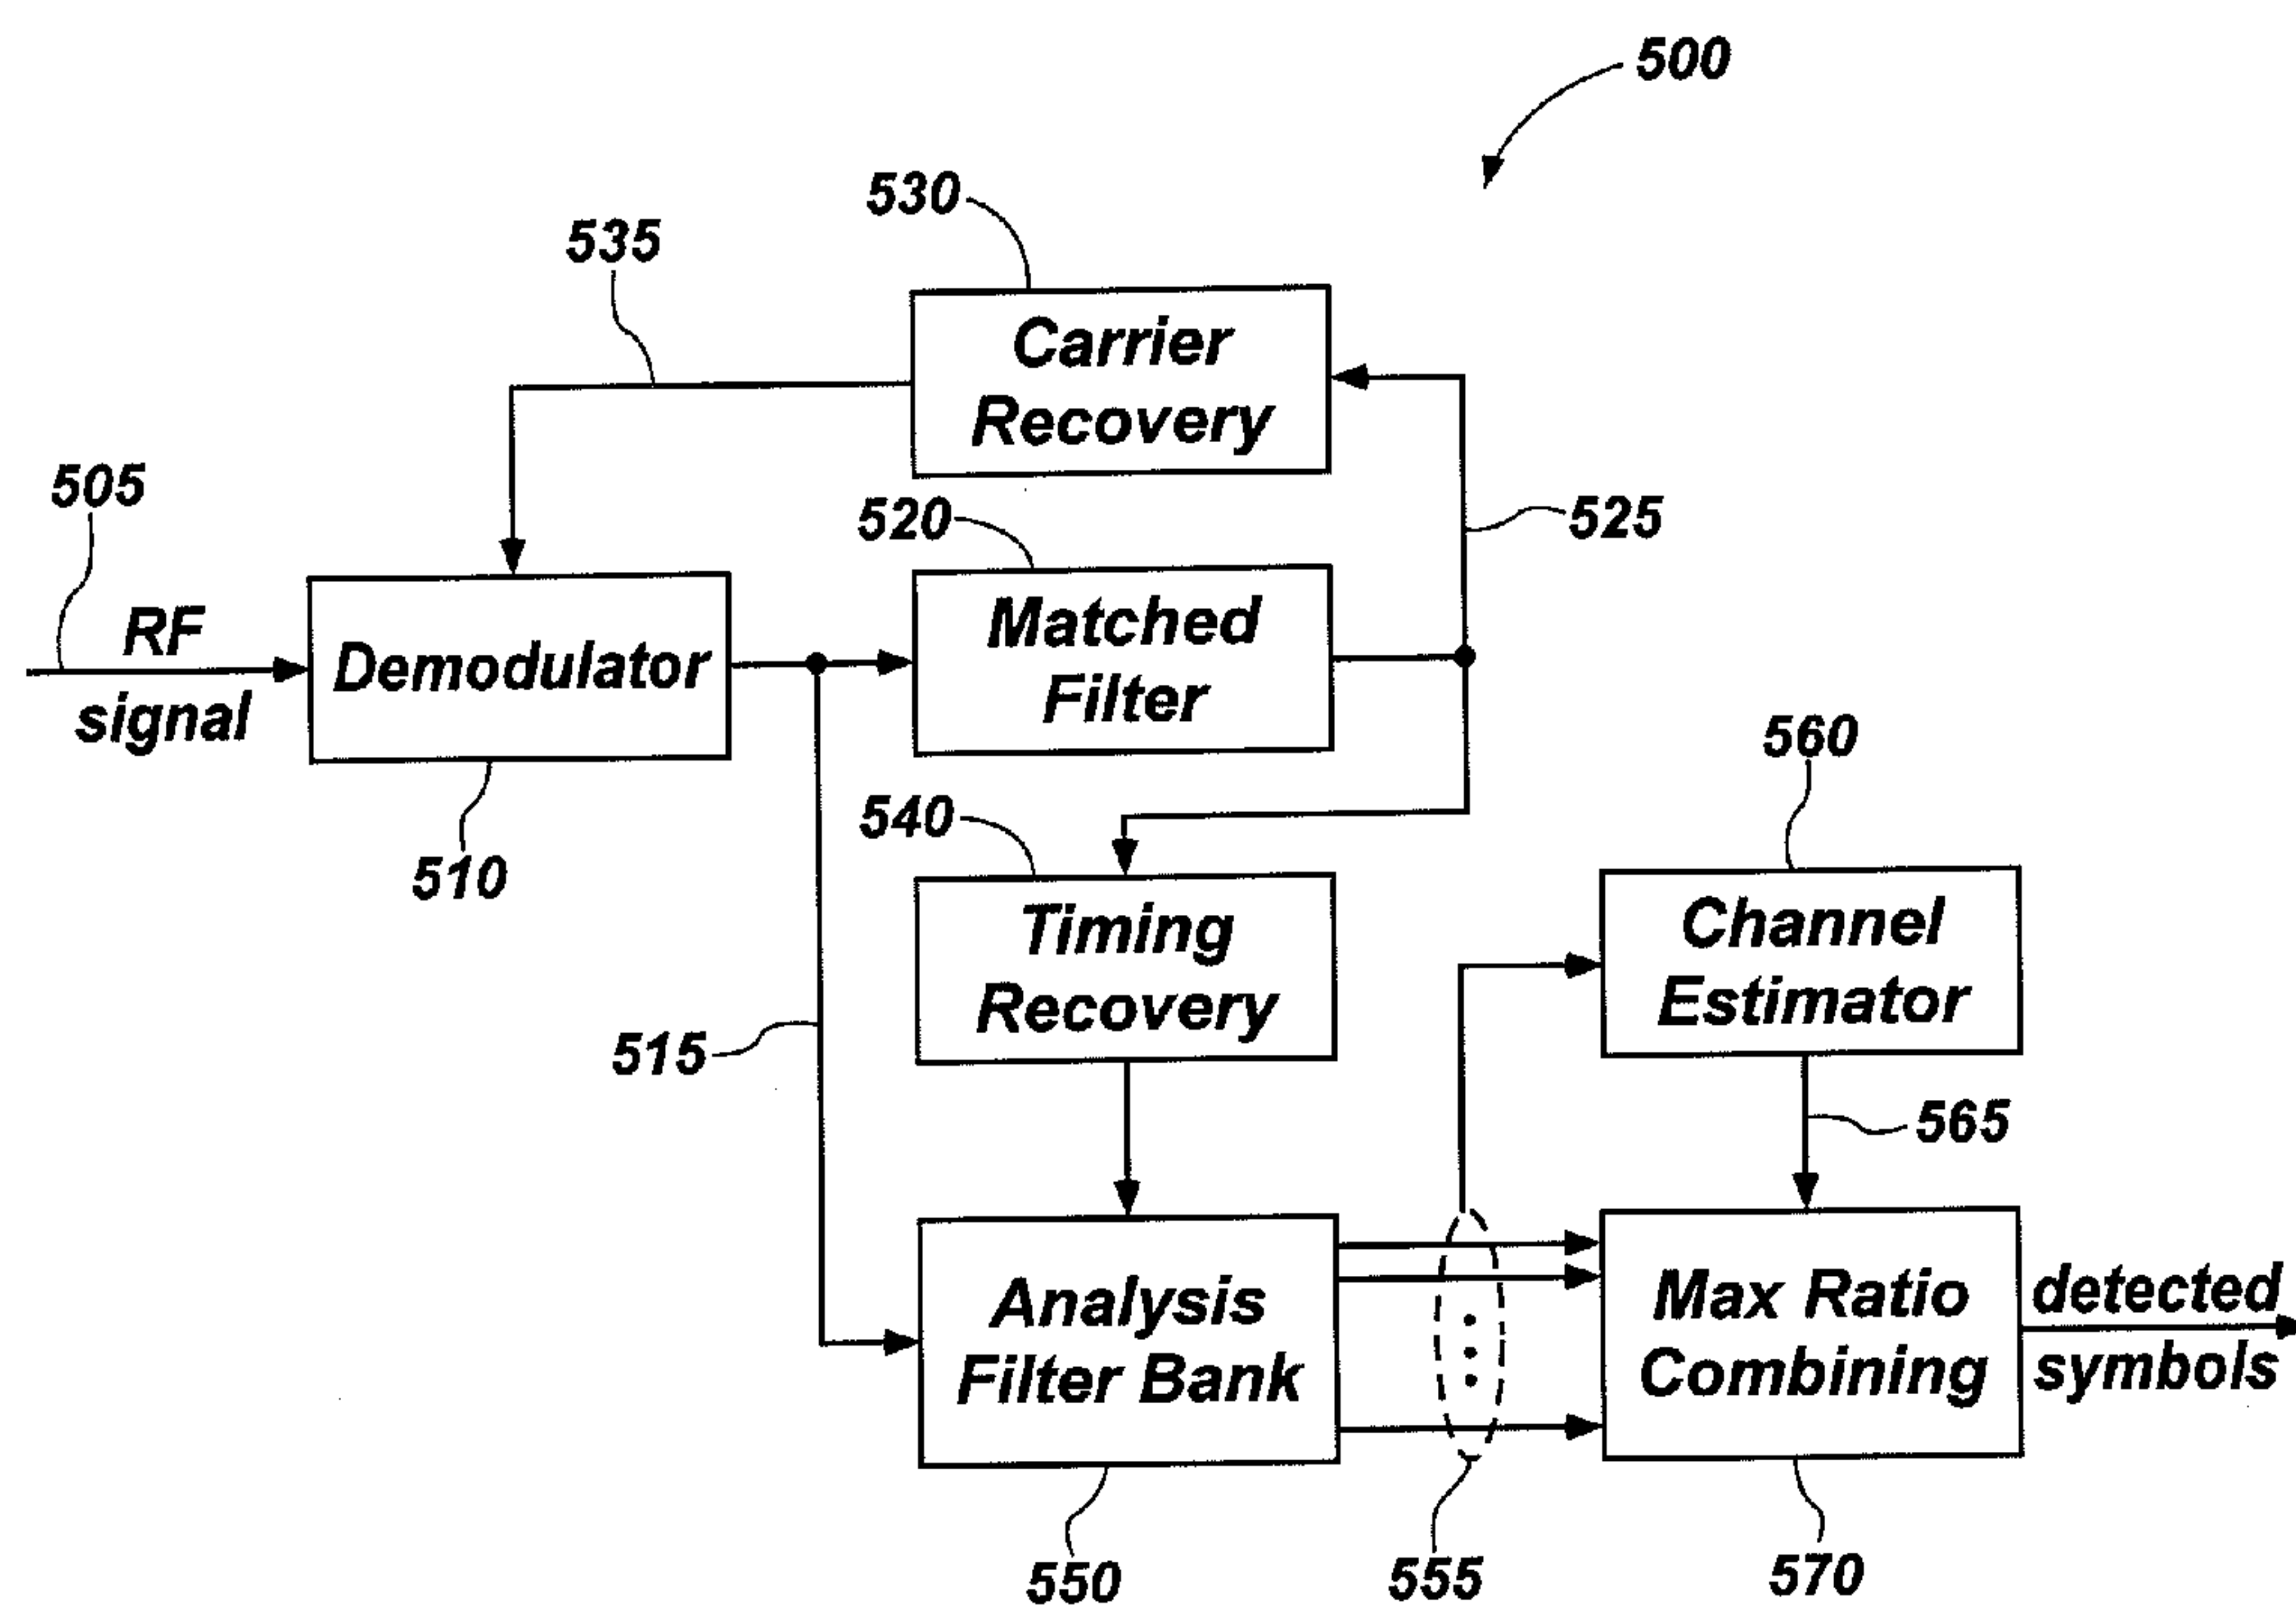 500
530
535
Carrier
Recovery
505
520
525
RF
signal
Demodulator
Matched
Filter
510
540
560
Timing
Recovery
Channel
Estimator
515
565
Analysis
Filter Bank
Max Ratio
Combining
detected
symbols
550
555
570